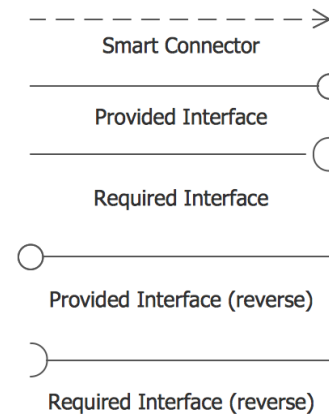 Smart Connector
Provided Interface
Required Interface
Provided Interface (reverse)
Required Interface (reverse)